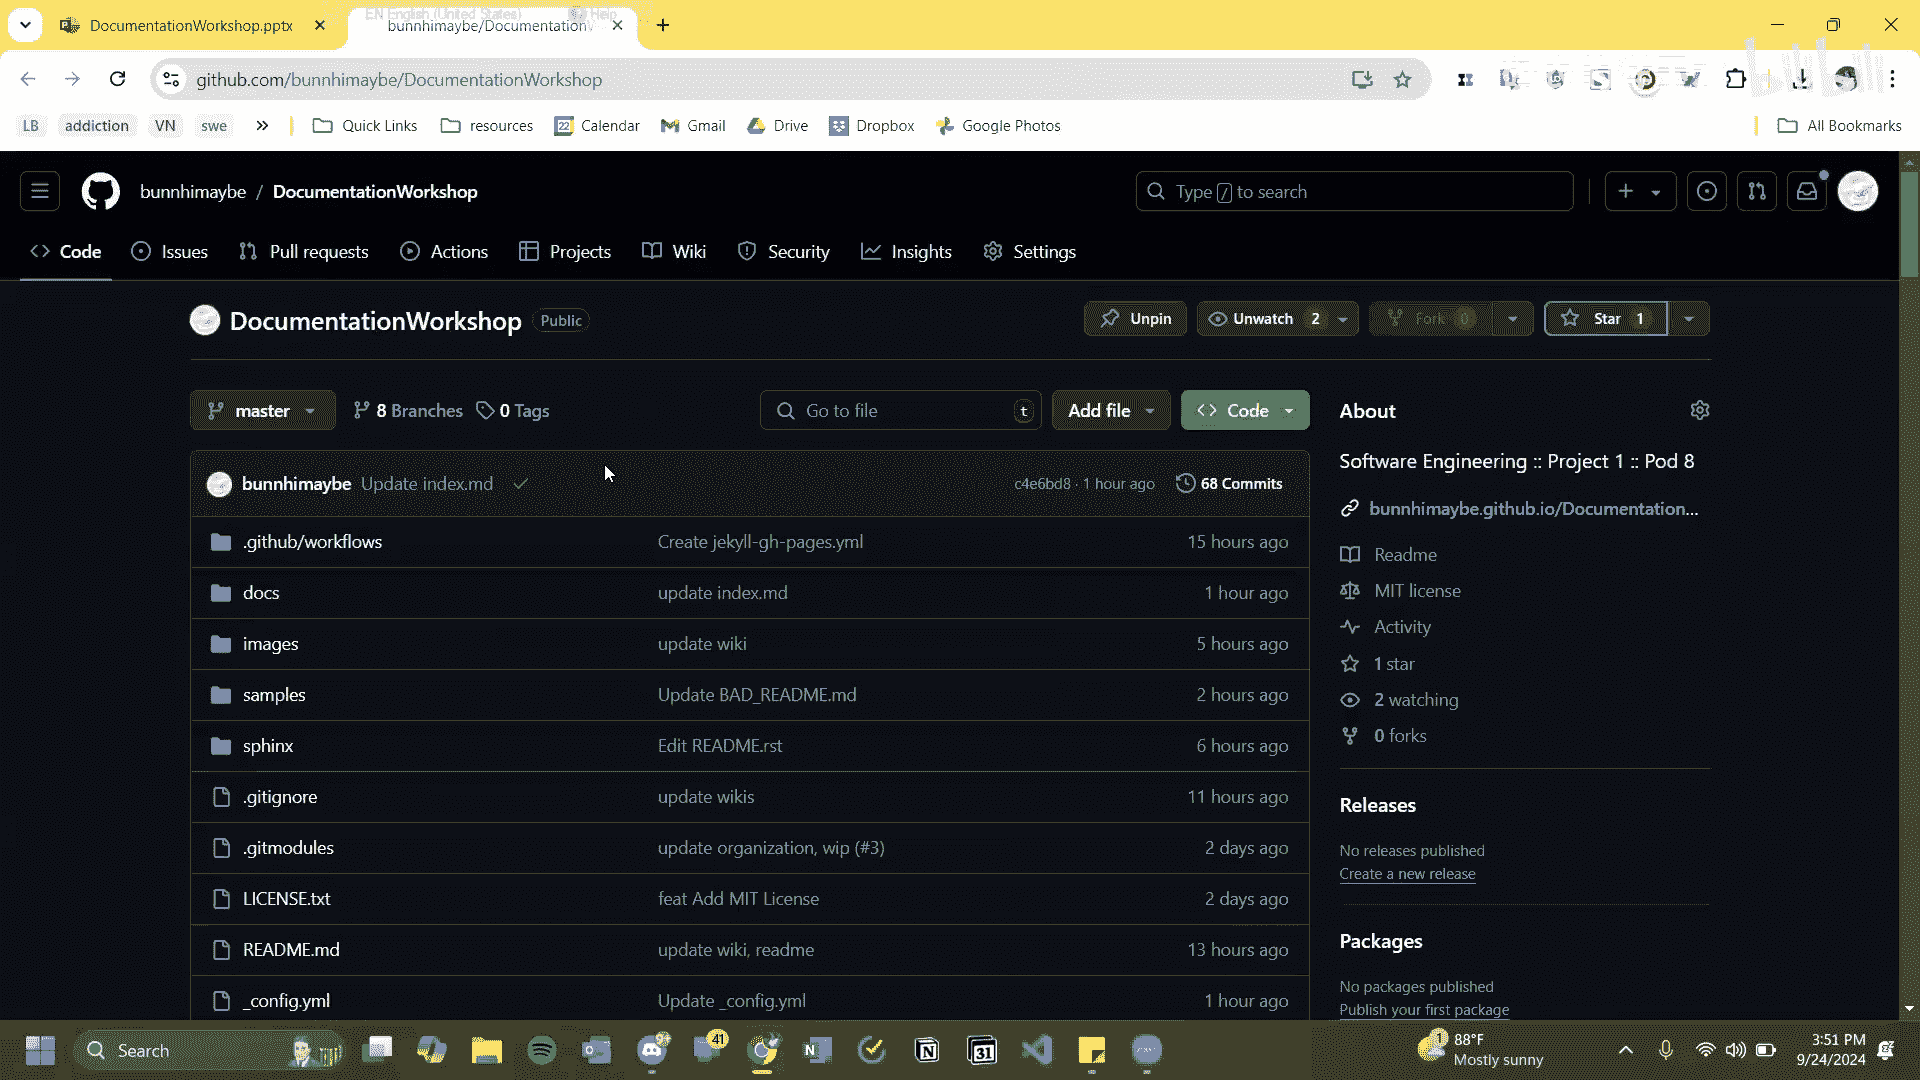 DocumentationWorkshop.pptx
bunnhimaybe/Documentation
EN English (United States)
Help
github.com/bunnhimaybe/DocumentationWorkshop
LB addiction VN swe Quick Links resources Calendar Gmail Drive Dropbox Google Photos All Bookmarks
bunnhimaybe / DocumentationWorkshop
Type / to search
Code Issues Pull requests Actions Projects Wiki Security Insights Settings
DocumentationWorkshop Public
Unpin Unwatch 2 Fork 0 Star 1
master 8 Branches 0 Tags
Go to file t Add file Code
bunnhimaybe Update index.md c4e6bd8 · 1 hour ago 68 Commits
.github/workflows Create jekyll-gh-pages.yml 15 hours ago
docs update index.md 1 hour ago
images update wiki 5 hours ago
samples Update BAD_README.md 2 hours ago
sphinx Edit README.rst 6 hours ago
.gitignore update wikis 11 hours ago
.gitmodules update organization, wip (#3) 2 days ago
LICENSE.txt feat Add MIT License 2 days ago
README.md update wiki, readme 13 hours ago
_config.yml Update _config.yml 1 hour ago
About
Software Engineering :: Project 1 :: Pod 8
bunnhimaybe.github.io/Documentation...
Readme
MIT license
Activity
1 star
2 watching
0 forks
Releases
No releases published
Create a new release
Packages
No packages published
Publish your first package
Search
41
31
88°F
Mostly sunny
3:51 PM
9/24/2024